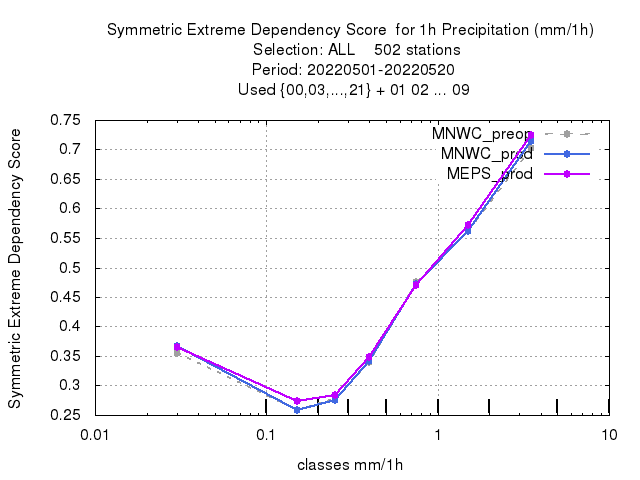 Symmetric Extreme Dependency Score  for 1h Precipitation (mm/1h)
Selection: ALL    502 stations
Period: 20220501-20220520
Used {00,03,...,21} + 01 02 ... 09
MNWC_preop
MNWC_prod
MEPS_prod
Symmetric Extreme Dependency Score
0.75
0.7
0.65
0.6
0.55
0.5
0.45
0.4
0.35
0.3
0.25
0.01
0.1
1
10
classes mm/1h